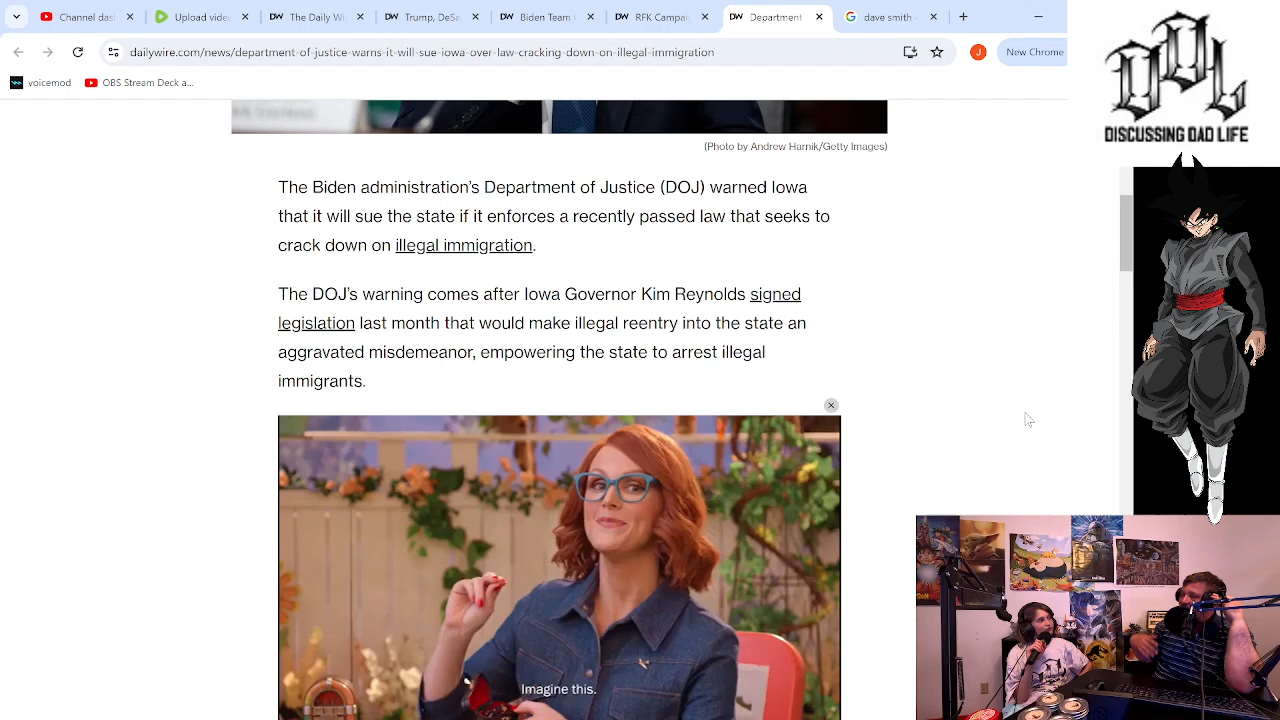 The Daily Wi
Trump, DeSa
Biden Team
RFK Campai
Department
dave smith
Channel dash
Upload vide
dailywire.com/news/department-of-justice-warns-it-will-sue-iowa-over-law-cracking-down-on-illegal-immigration
J
New Chrome
voicemod
OBS Stream Deck a...
DISCUSSING DAD LIFE
(Photo by Andrew Harnik/Getty Images)
The Biden administration's Department of Justice (DOJ) warned Iowa
that it will sue the state if it enforces a recently passed law that seeks to
crack down on illegal immigration.
The DOJ's warning comes after Iowa Governor Kim Reynolds signed
legislation last month that would make illegal reentry into the state an
aggravated misdemeanor, empowering the state to arrest illegal
immigrants.
Imagine this.